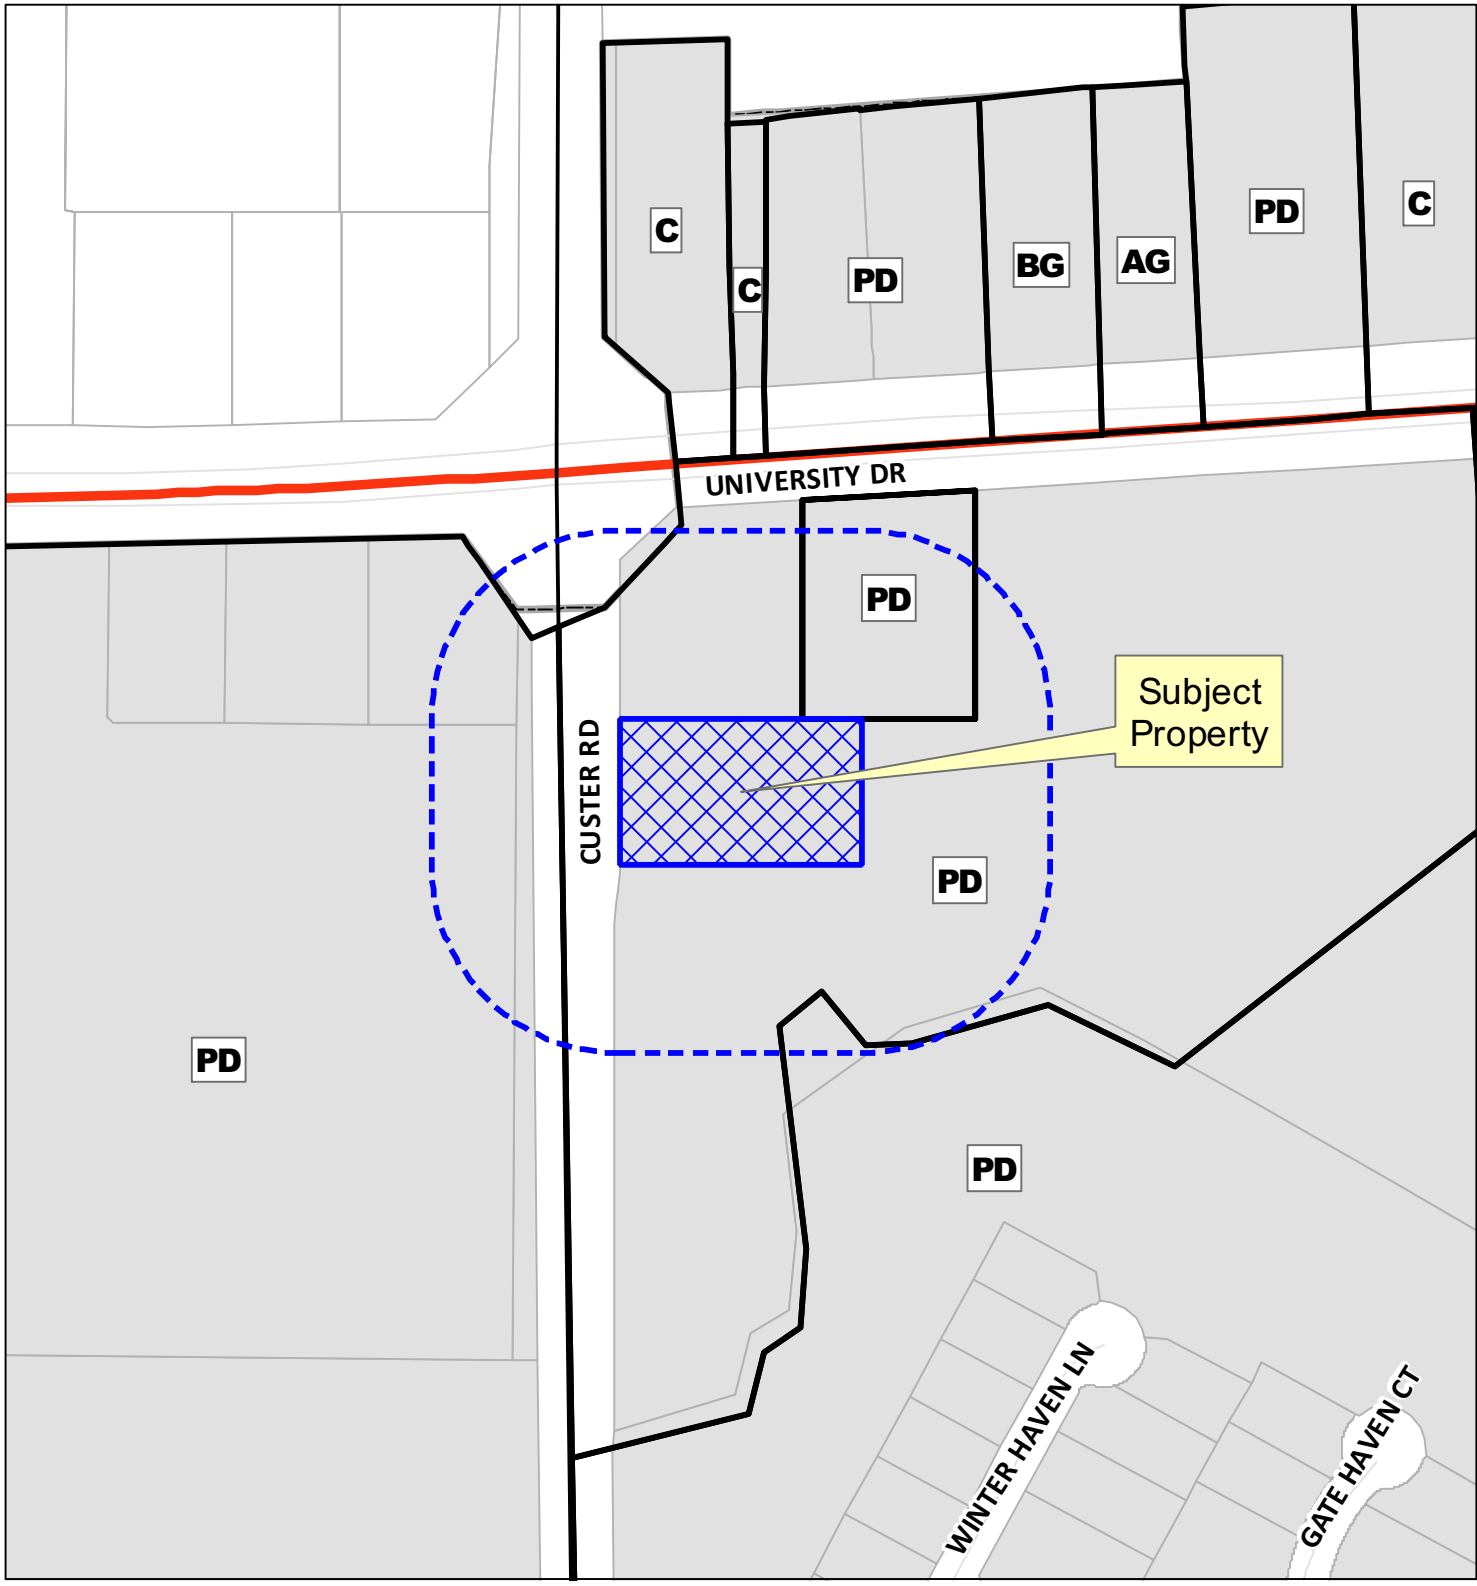 C
C
PD
BG
AG
PD
C
UNIVERSITY DR
PD
Subject
Property
CUSTER RD
PD
PD
PD
WINTER HAVEN LN
GATE HAVEN CT